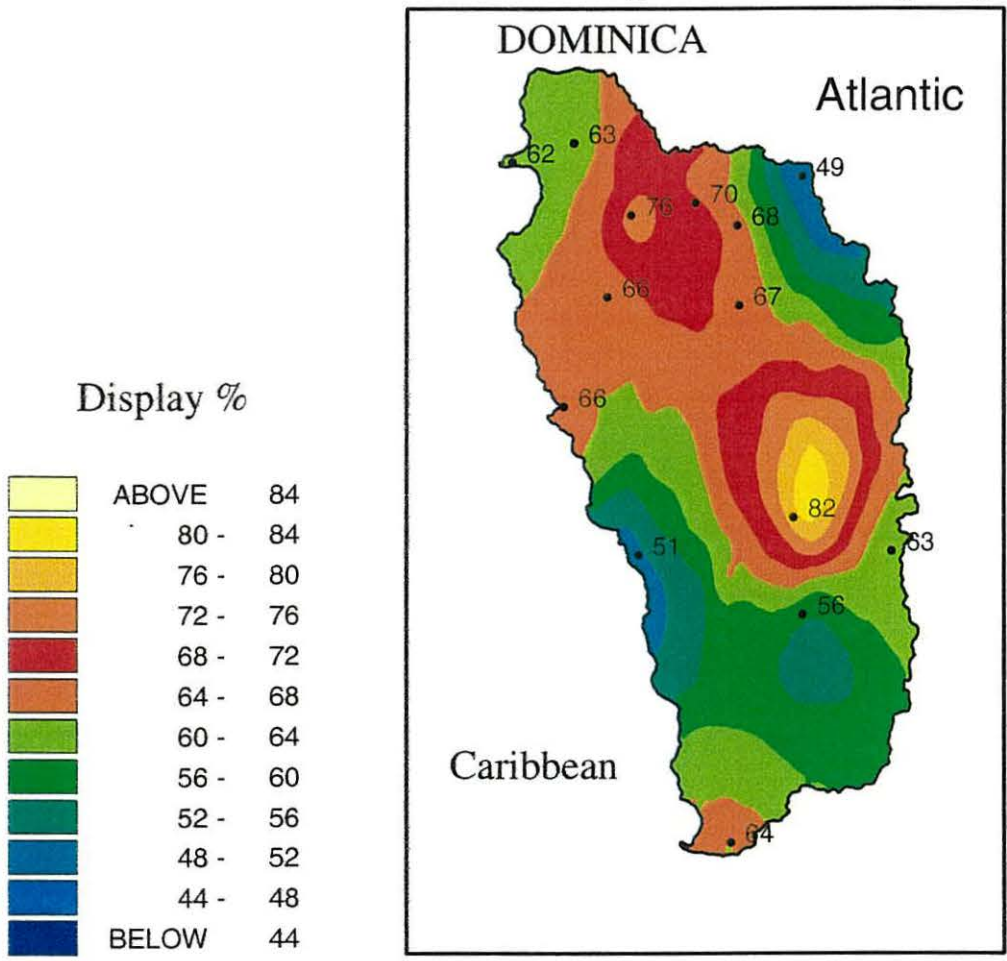 DOMINICA
Atlantic
62
63
49
76
70
68
66
67
66
82
51
63
56
Caribbean
64
Display %
ABOVE 84
80 - 84
76 - 80
72 - 76
68 - 72
64 - 68
60 - 64
56 - 60
52 - 56
48 - 52
44 - 48
BELOW 44